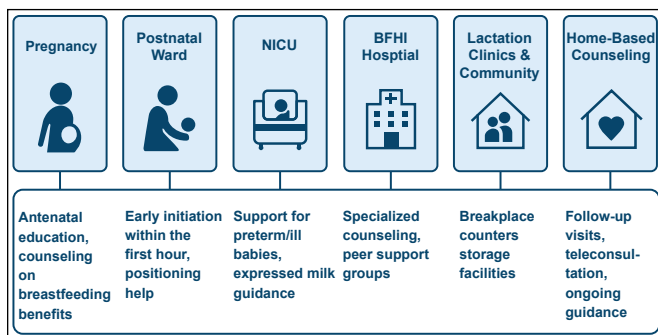 Pregnancy
Postnatal
Ward
NICU
BFHI
Hosptial
Lactation
Clinics &
Community
Home-Based
Counseling
Antenatal
education,
counseling
on
breastfeeding
benefits
Early initiation
within the
first hour,
positioning
help
Support for
preterm/ill
babies,
expressed milk
guidance
Specialized
counseling,
peer support
groups
Breakplace
counters
storage
facilities
Follow-up
visits,
teleconsul-
tation,
ongoing
guidance